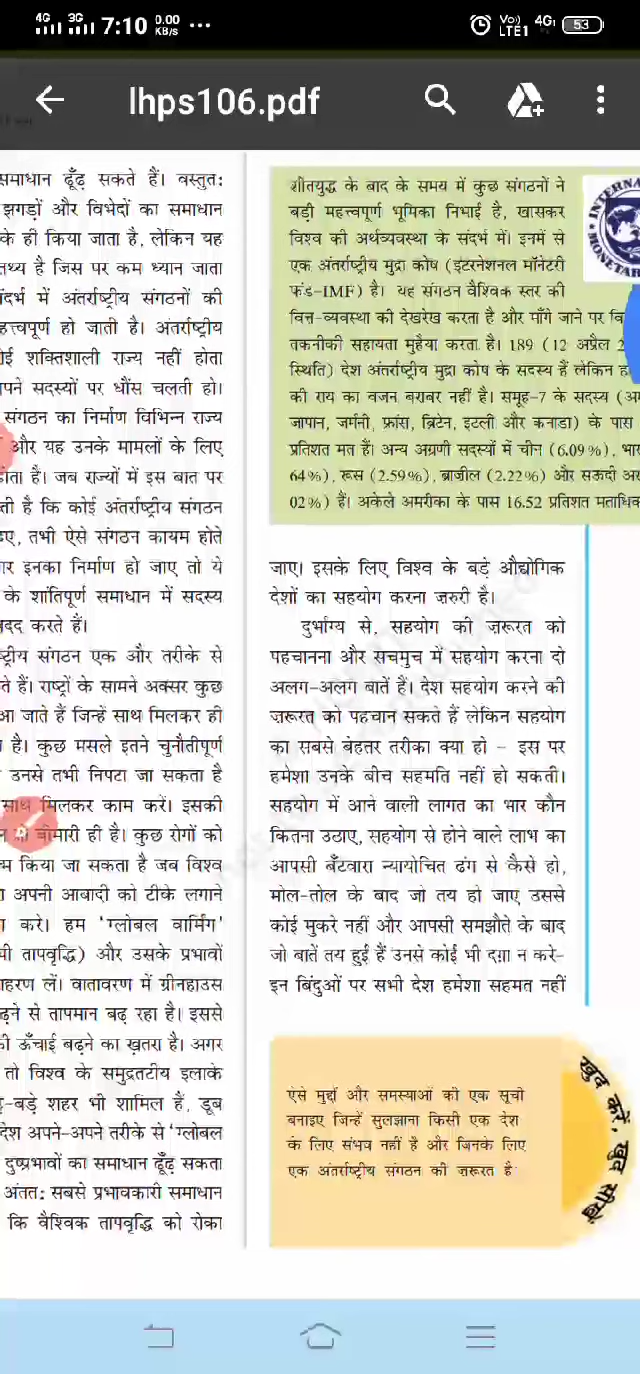 4G 3G 7:10 0.00 KB/s ... Vo) LTE1 4G 53
lhps106.pdf
समाधान ढूँढ़ सकते हैं। वस्तुत:
झगड़ों और विभेदों का समाधान
के ही किया जाता है, लेकिन यह
तथ्य है जिस पर कम ध्यान जाता
संदर्भ में अंतर्राष्ट्रीय संगठनों की
हत्त्वपूर्ण हो जाती है। अंतर्राष्ट्रीय
ोई शक्तिशाली राज्य नहीं होता
पने सदस्यों पर धौंस चलती हो।
संगठन का निर्माण विभिन्न राज्य
और यह उनके मामलों के लिए
होता है। जब राज्यों में इस बात पर
ती है कि कोई अंतर्राष्ट्रीय संगठन
हिए, तभी ऐसे संगठन कायम होते
गर इनका निर्माण हो जाए तो ये
के शांतिपूर्ण समाधान में सदस्य
मदद करते हैं।
ष्ट्रीय संगठन एक और तरीके से
ते हैं। राष्ट्रों के सामने अक्सर कुछ
आ जाते हैं जिन्हें साथ मिलकर ही
है। कुछ मसले इतने चुनौतीपूर्ण
उनसे तभी निपटा जा सकता है
साथ मिलकर काम करें। इसकी
बीमारी ही है। कुछ रोगों को
म किया जा सकता है जब विश्व
अपनी आबादी को टीके लगाने
करे। हम 'ग्लोबल वार्मिंग'
पी तापवृद्धि) और उसके प्रभावों
हरण लें। वातावरण में ग्रीनहाउस
ढ़ने से तापमान बढ़ रहा है। इससे
की ऊँचाई बढ़ने का ख़तरा है। अगर
तो विश्व के समुद्रतटीय इलाके
-बड़े शहर भी शामिल हैं, डूब
देश अपने-अपने तरीके से 'ग्लोबल
दुष्प्रभावों का समाधान ढूँढ़ सकता
अंतत: सबसे प्रभावकारी समाधान
कि वैश्विक तापवृद्धि को रोका
शीतयुद्ध के बाद के समय में कुछ संगठनों ने
बड़ी महत्त्वपूर्ण भूमिका निभाई है, खासकर
विश्व की अर्थव्यवस्था के संदर्भ में। इनमें से
एक अंतर्राष्ट्रीय मुद्रा कोष (इंटरनेशनल मॉनेटरी
फंड-IMF) है। यह संगठन वैश्विक स्तर की
वित्त-व्यवस्था की देखरेख करता है और माँगे जाने पर वि
तकनीकी सहायता मुहैया करता है। 189 (12 अप्रैल 2
स्थिति) देश अंतर्राष्ट्रीय मुद्रा कोष के सदस्य हैं लेकिन ह
की राय का वजन बराबर नहीं है। समूह-7 के सदस्य (अम
जापान, जर्मनी, फ्रांस, ब्रिटेन, इटली और कनाडा) के पास
प्रतिशत मत हैं। अन्य अग्रणी सदस्यों में चीन (6.09%), भार
64%), रूस (2.59%), ब्राजील (2.22%) और सऊदी अर
02%) हैं। अकेले अमरीका के पास 16.52 प्रतिशत मताधिक
INTERNA
MONETAR
जाए। इसके लिए विश्व के बड़े औद्योगिक
देशों का सहयोग करना ज़रुरी है।
दुर्भाग्य से, सहयोग की ज़रूरत को
पहचानना और सचमुच में सहयोग करना दो
अलग-अलग बातें हैं। देश सहयोग करने की
ज़रूरत को पहचान सकते हैं लेकिन सहयोग
का सबसे बेहतर तरीका क्या हो - इस पर
हमेशा उनके बीच सहमति नहीं हो सकती।
सहयोग में आने वाली लागत का भार कौन
कितना उठाए, सहयोग से होने वाले लाभ का
आपसी बँटवारा न्यायोचित ढंग से कैसे हो,
मोल-तोल के बाद जो तय हो जाए उससे
कोई मुकरे नहीं और आपसी समझौते के बाद
जो बातें तय हुई हैं उनसे कोई भी दग़ा न करे-
इन बिंदुओं पर सभी देश हमेशा सहमत नहीं
ऐसे मुद्दों और समस्याओं की एक सूची
बनाइए जिन्हें सुलझाना किसी एक देश
के लिए संभव नहीं है और जिनके लिए
एक अंतर्राष्ट्रीय संगठन की ज़रूरत है
खुद करें, खुद सीखें